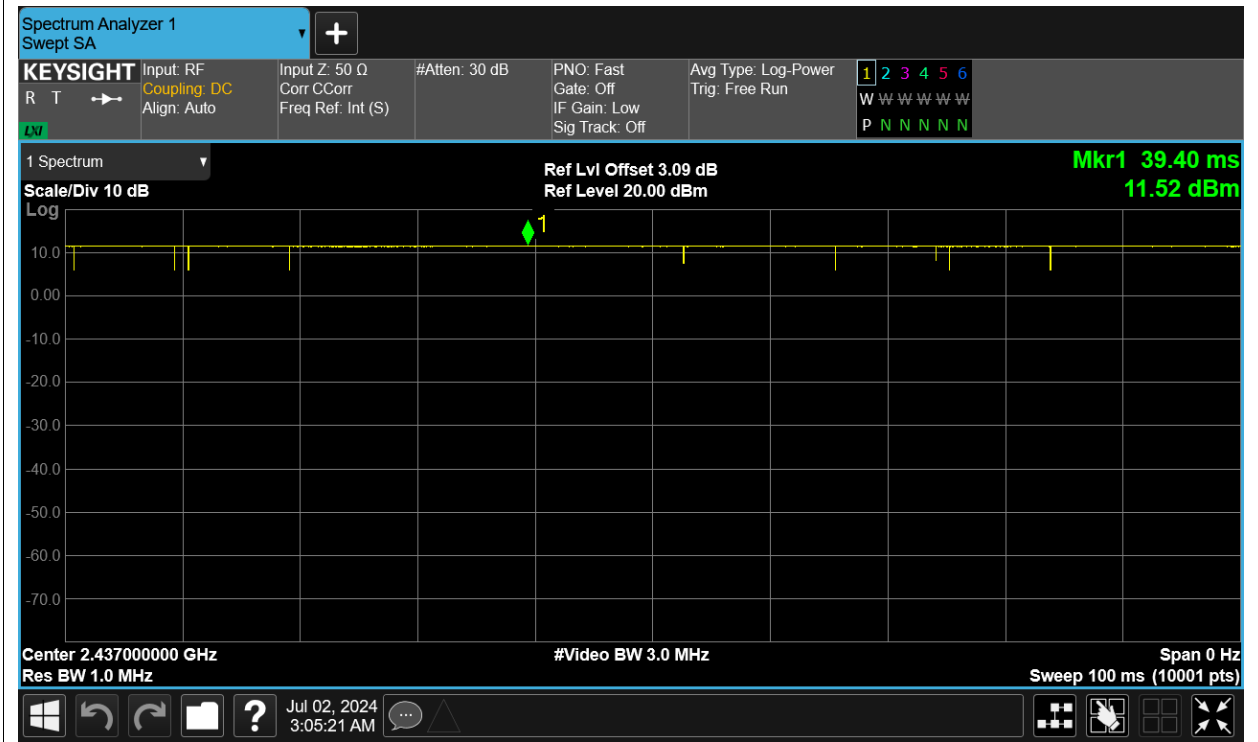 Spectrum Analyzer 1
Swept SA
KEYSIGHT
R T
LXI
Input: RF
Coupling: DC
Align: Auto
Input Z: 50 Ω
Corr CCorr
Freq Ref: Int (S)
#Atten: 30 dB
PNO: Fast
Gate: Off
IF Gain: Low
Sig Track: Off
Avg Type: Log-Power
Trig: Free Run
1 2 3 4 5 6
W W W W W W
P N N N N N
1 Spectrum
Scale/Div 10 dB
Log
Ref Lvl Offset 3.09 dB
Ref Level 20.00 dBm
Mkr1 39.40 ms
11.52 dBm
1
10.0
0.00
-10.0
-20.0
-30.0
-40.0
-50.0
-60.0
-70.0
Center 2.437000000 GHz
Res BW 1.0 MHz
#Video BW 3.0 MHz
Span 0 Hz
Sweep 100 ms (10001 pts)
?
Jul 02, 2024
3:05:21 AM